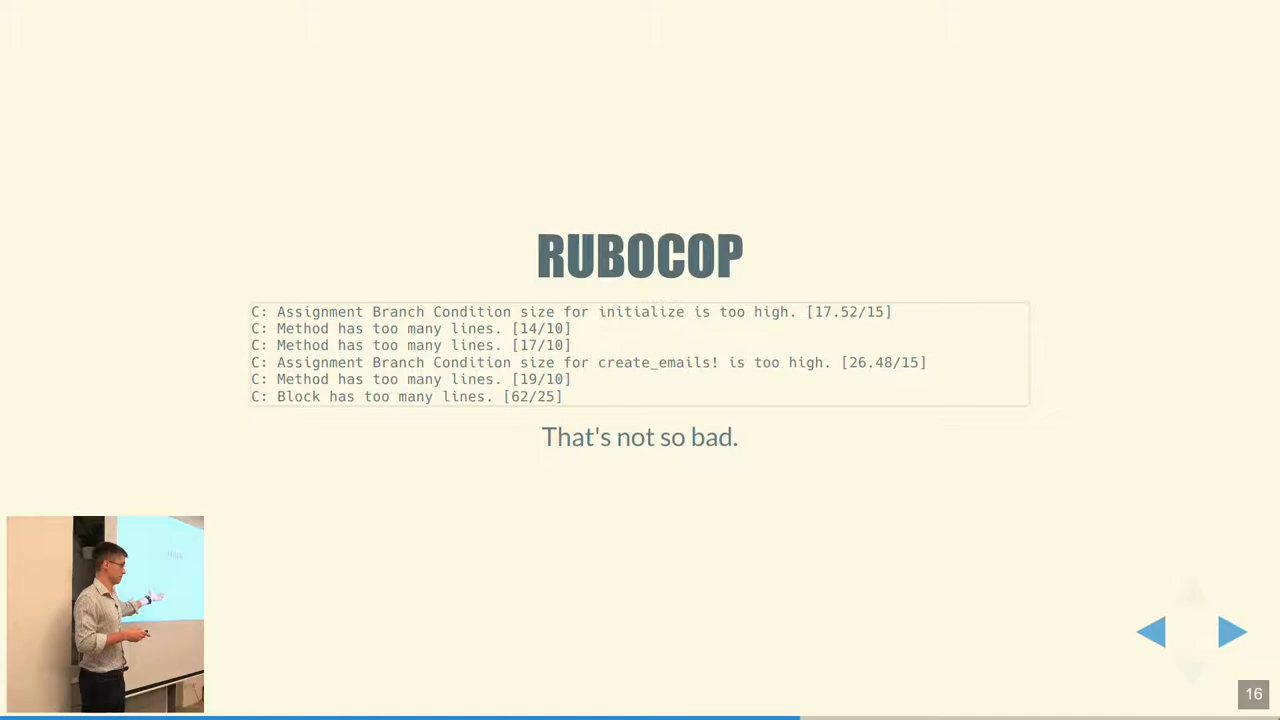 RUBOCOP
C: Assignment Branch Condition size for initialize is too high. [17.52/15]
C: Method has too many lines. [14/10]
C: Method has too many lines. [17/10]
C: Assignment Branch Condition size for create_emails! is too high. [26.48/15]
C: Method has too many lines. [19/10]
C: Block has too many lines. [62/25]
That's not so bad.
16